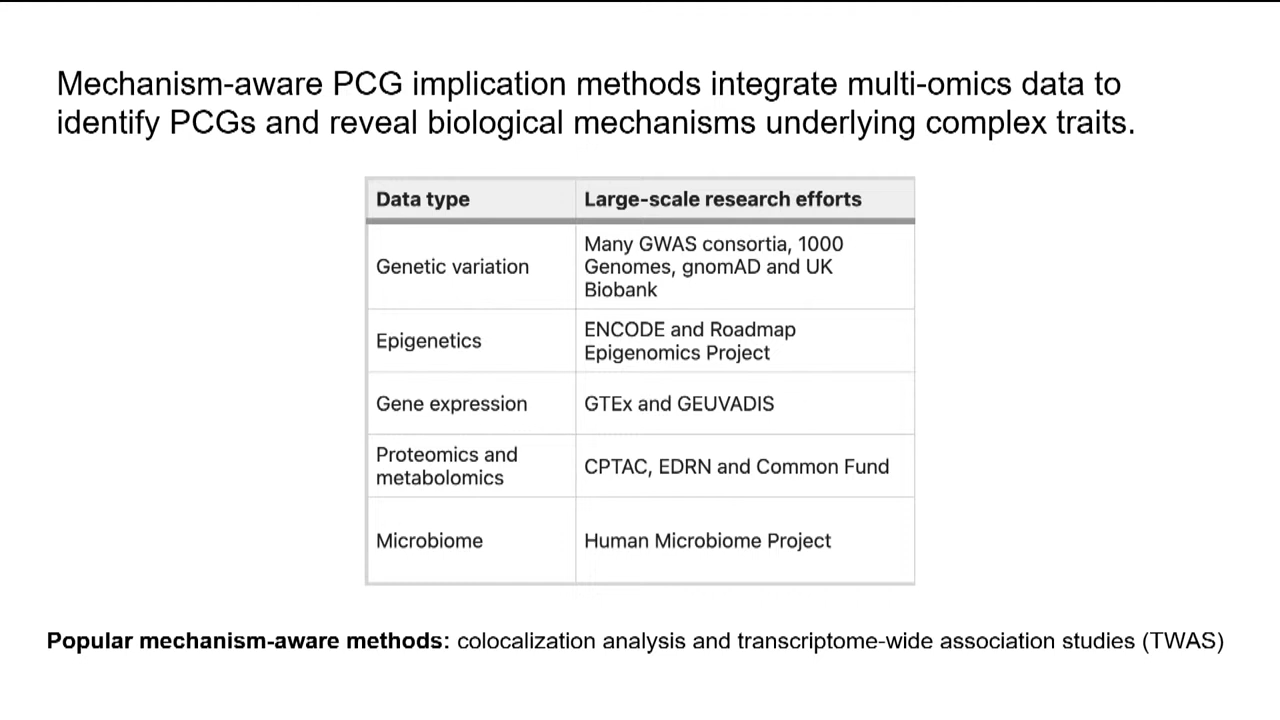 Mechanism-aware PCG implication methods integrate multi-omics data to
identify PCGs and reveal biological mechanisms underlying complex traits.
Data type
Large-scale research efforts
Genetic variation
Many GWAS consortia, 1000
Genomes, gnomAD and UK
Biobank
Epigenetics
ENCODE and Roadmap
Epigenomics Project
Gene expression
GTEx and GEUVADIS
Proteomics and
metabolomics
CPTAC, EDRN and Common Fund
Microbiome
Human Microbiome Project
Popular mechanism-aware methods: colocalization analysis and transcriptome-wide association studies (TWAS)